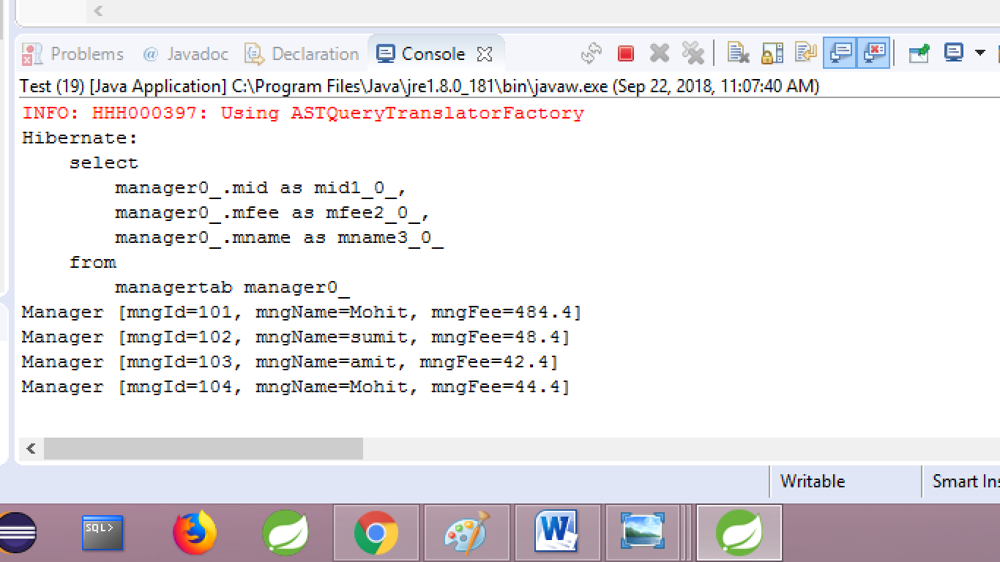 Problems @ Javadoc Declaration Console
Test (19) [Java Application] C:\Program Files\Java\jre1.8.0_181\bin\javaw.exe (Sep 22, 2018, 11:07:40 AM)
INFO: HHH000397: Using ASTQueryTranslatorFactory
Hibernate:
    select
        manager0_.mid as mid1_0_,
        manager0_.mfee as mfee2_0_,
        manager0_.mname as mname3_0_
    from
        managertab manager0_
Manager [mngId=101, mngName=Mohit, mngFee=484.4]
Manager [mngId=102, mngName=sumit, mngFee=48.4]
Manager [mngId=103, mngName=amit, mngFee=42.4]
Manager [mngId=104, mngName=Mohit, mngFee=44.4]
Writable Smart Ins
SQL> W